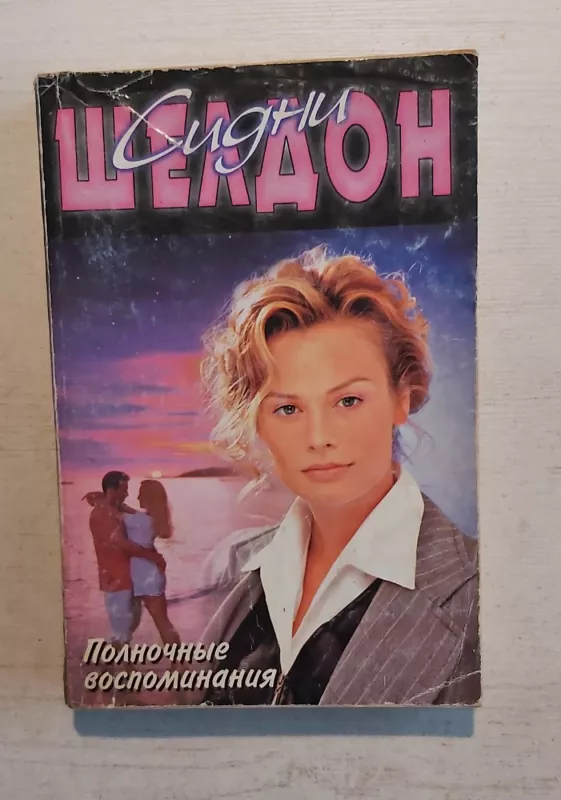 Сидни
ШЕЛДОН
Полночные
воспоминания